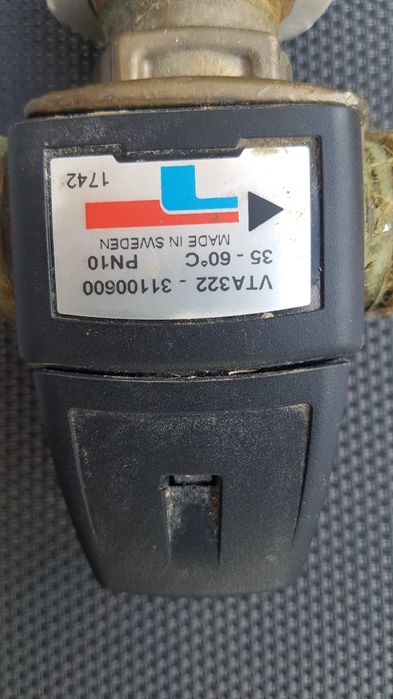 VTA322 - 31100600
35 - 60°C PN10
MADE IN SWEDEN
1742